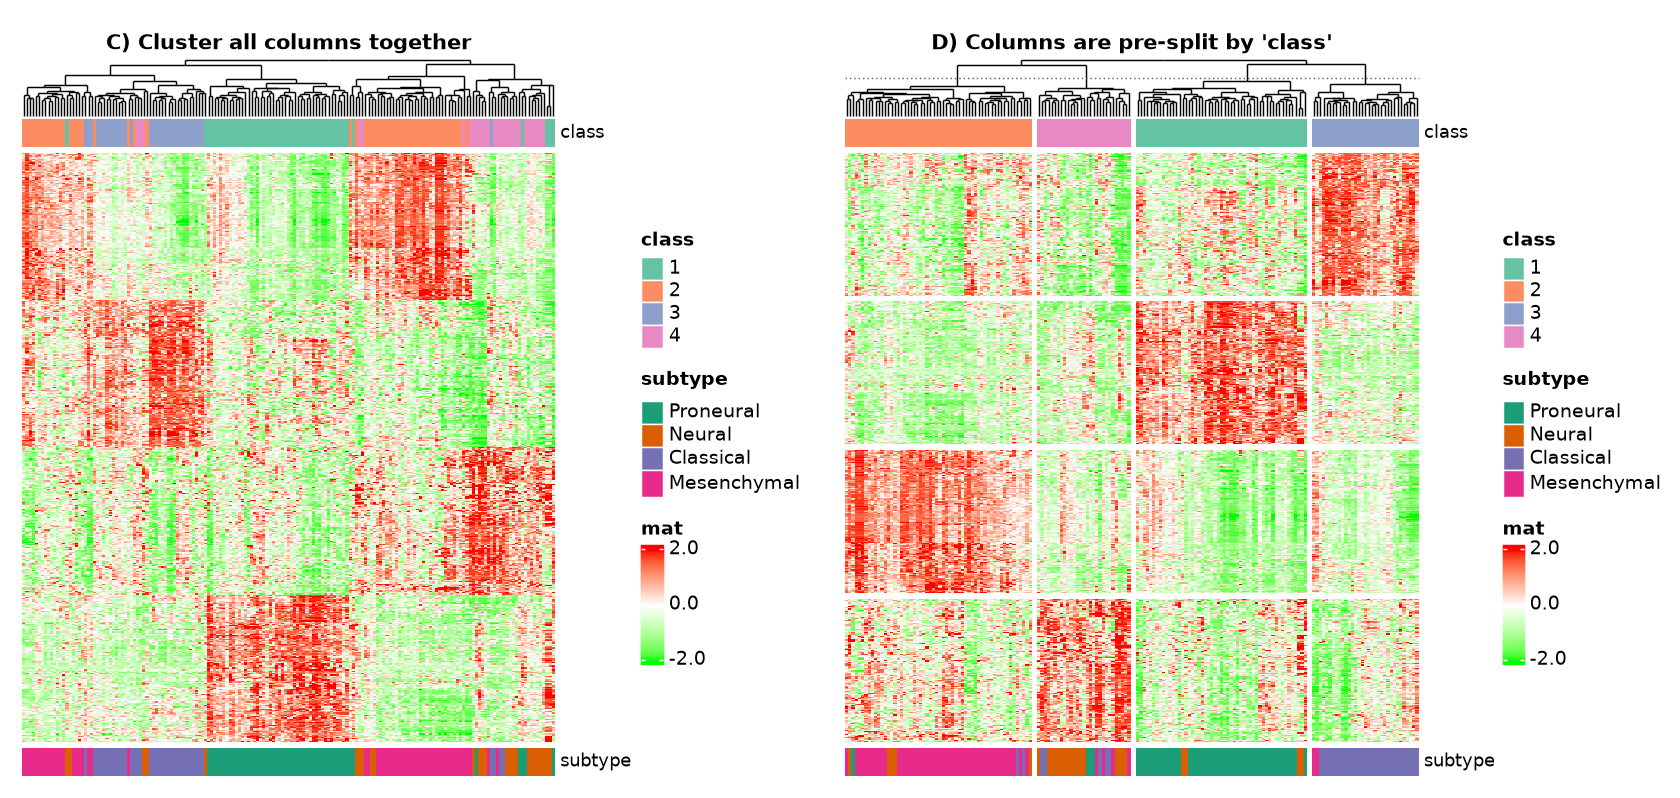 C) Cluster all columns together
class
class
1
2
3
4
subtype
Proneural
Neural
Classical
Mesenchymal
mat
2.0
0.0
-2.0
subtype
D) Columns are pre-split by 'class'
class
class
1
2
3
4
subtype
Proneural
Neural
Classical
Mesenchymal
mat
2.0
0.0
-2.0
subtype